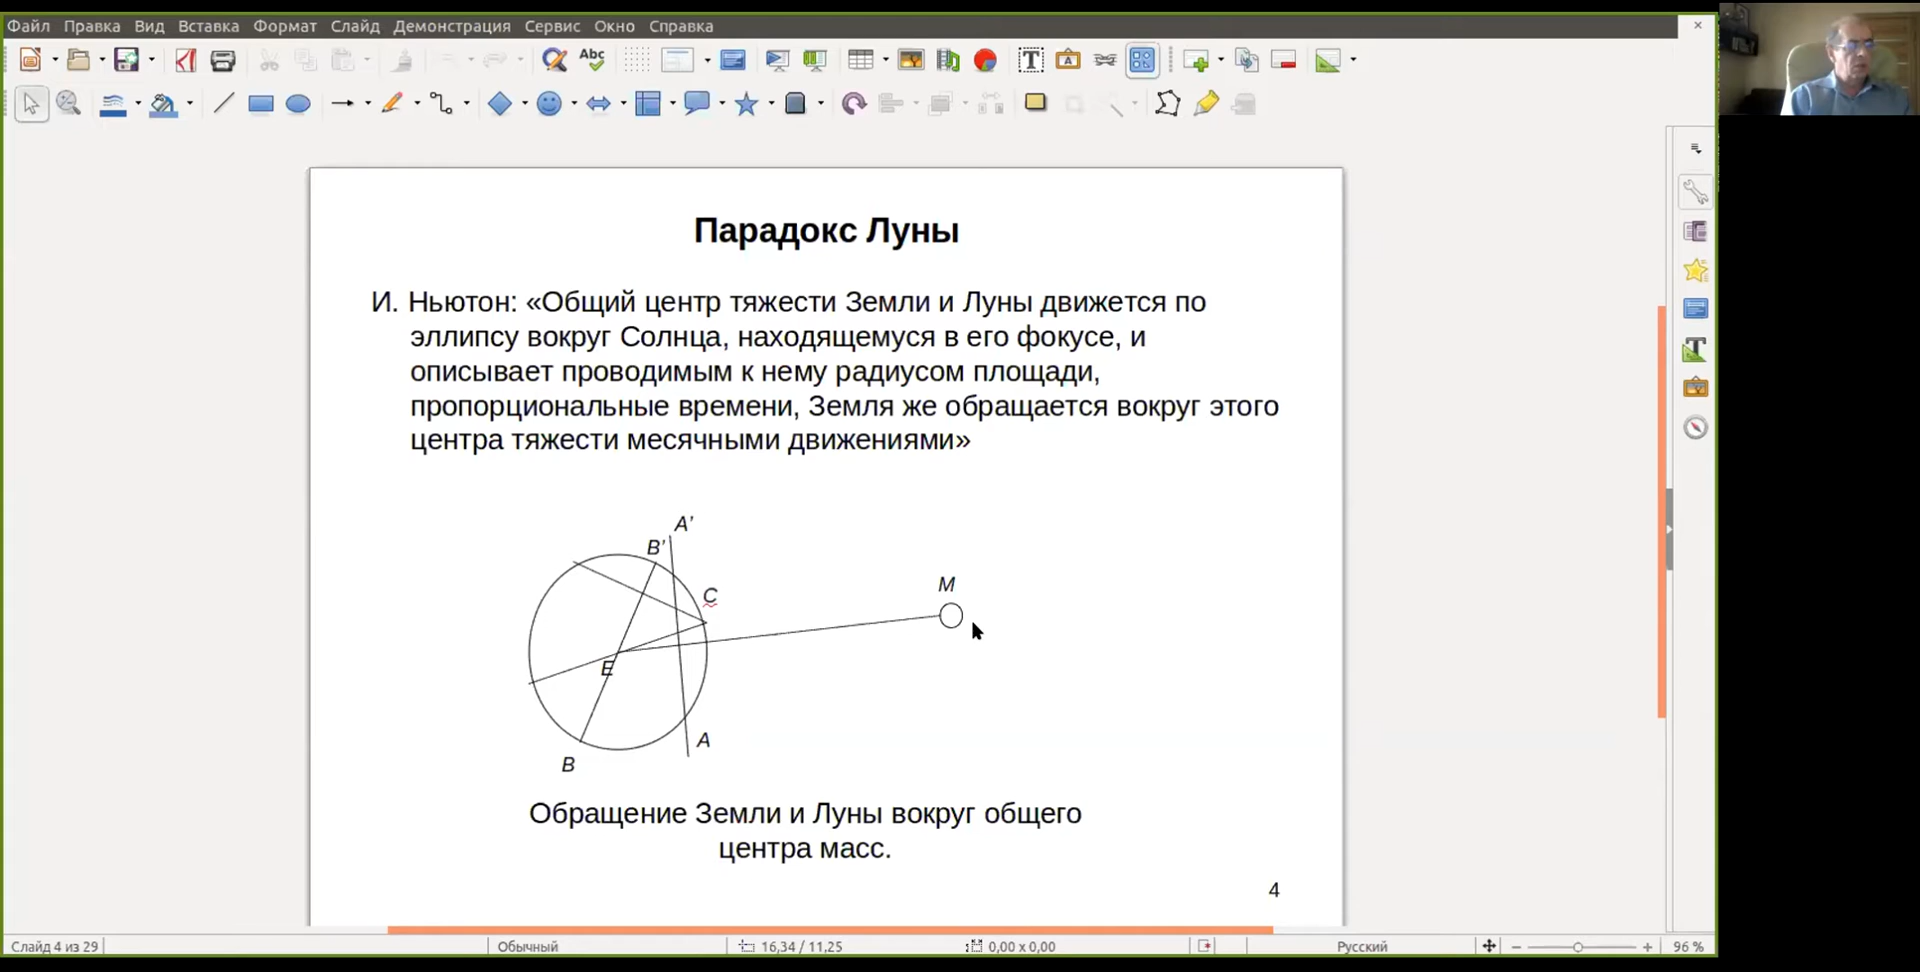 Файл Правка Вид Вставка Формат Слайд Демонстрация Сервис Окно Справка
Abc
Парадокс Луны
И. Ньютон: «Общий центр тяжести Земли и Луны движется по
эллипсу вокруг Солнца, находящемуся в его фокусе, и
описывает проводимым к нему радиусом площади,
пропорциональные времени, Земля же обращается вокруг этого
центра тяжести месячными движениями»
A'
B'
C
M
E
A
B
Обращение Земли и Луны вокруг общего
центра масс.
4
Слайд 4 из 29 Обычный 16,34 / 11,25 0,00 x 0,00 Русский 96 %